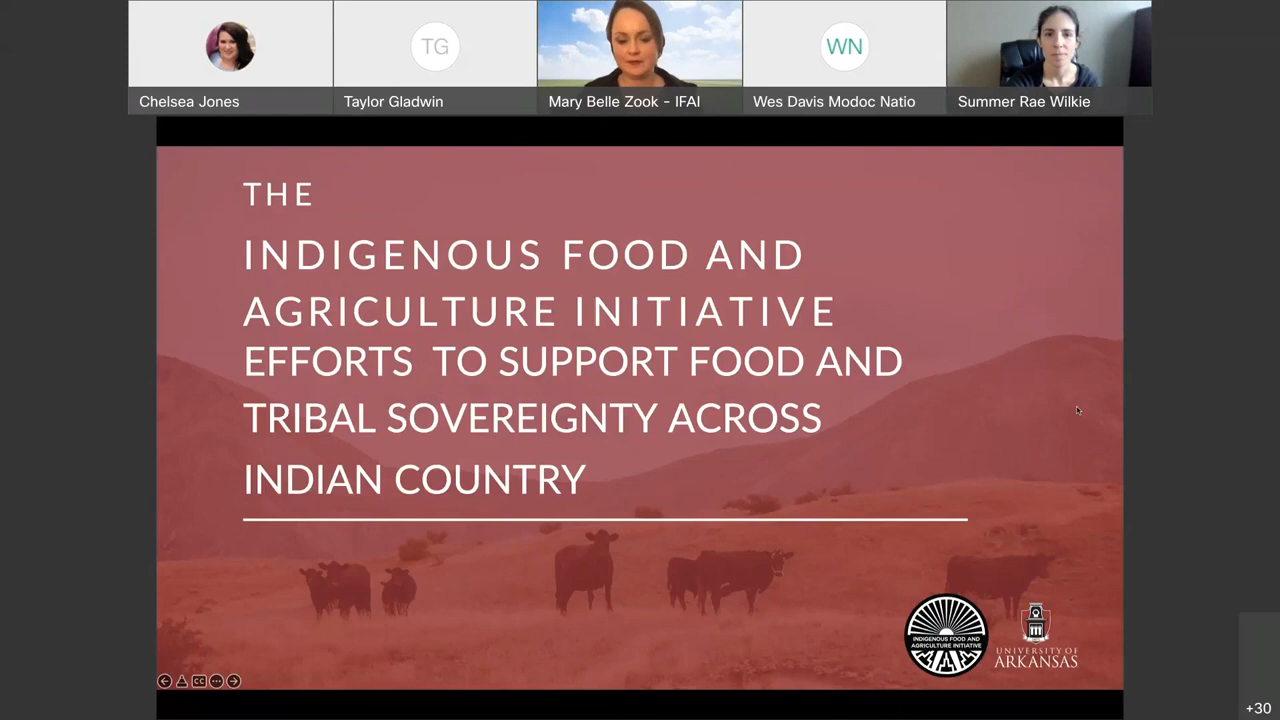 TG
WN
Chelsea Jones
Taylor Gladwin
Mary Belle Zook - IFAI
Wes Davis Modoc Natio
Summer Rae Wilkie
THE
INDIGENOUS FOOD AND
AGRICULTURE INITIATIVE
EFFORTS TO SUPPORT FOOD AND
TRIBAL SOVEREIGNTY ACROSS
INDIAN COUNTRY
INDIGENOUS FOOD AND
AGRICULTURE INITIATIVE
UNIVERSITY OF
ARKANSAS
CC
+30